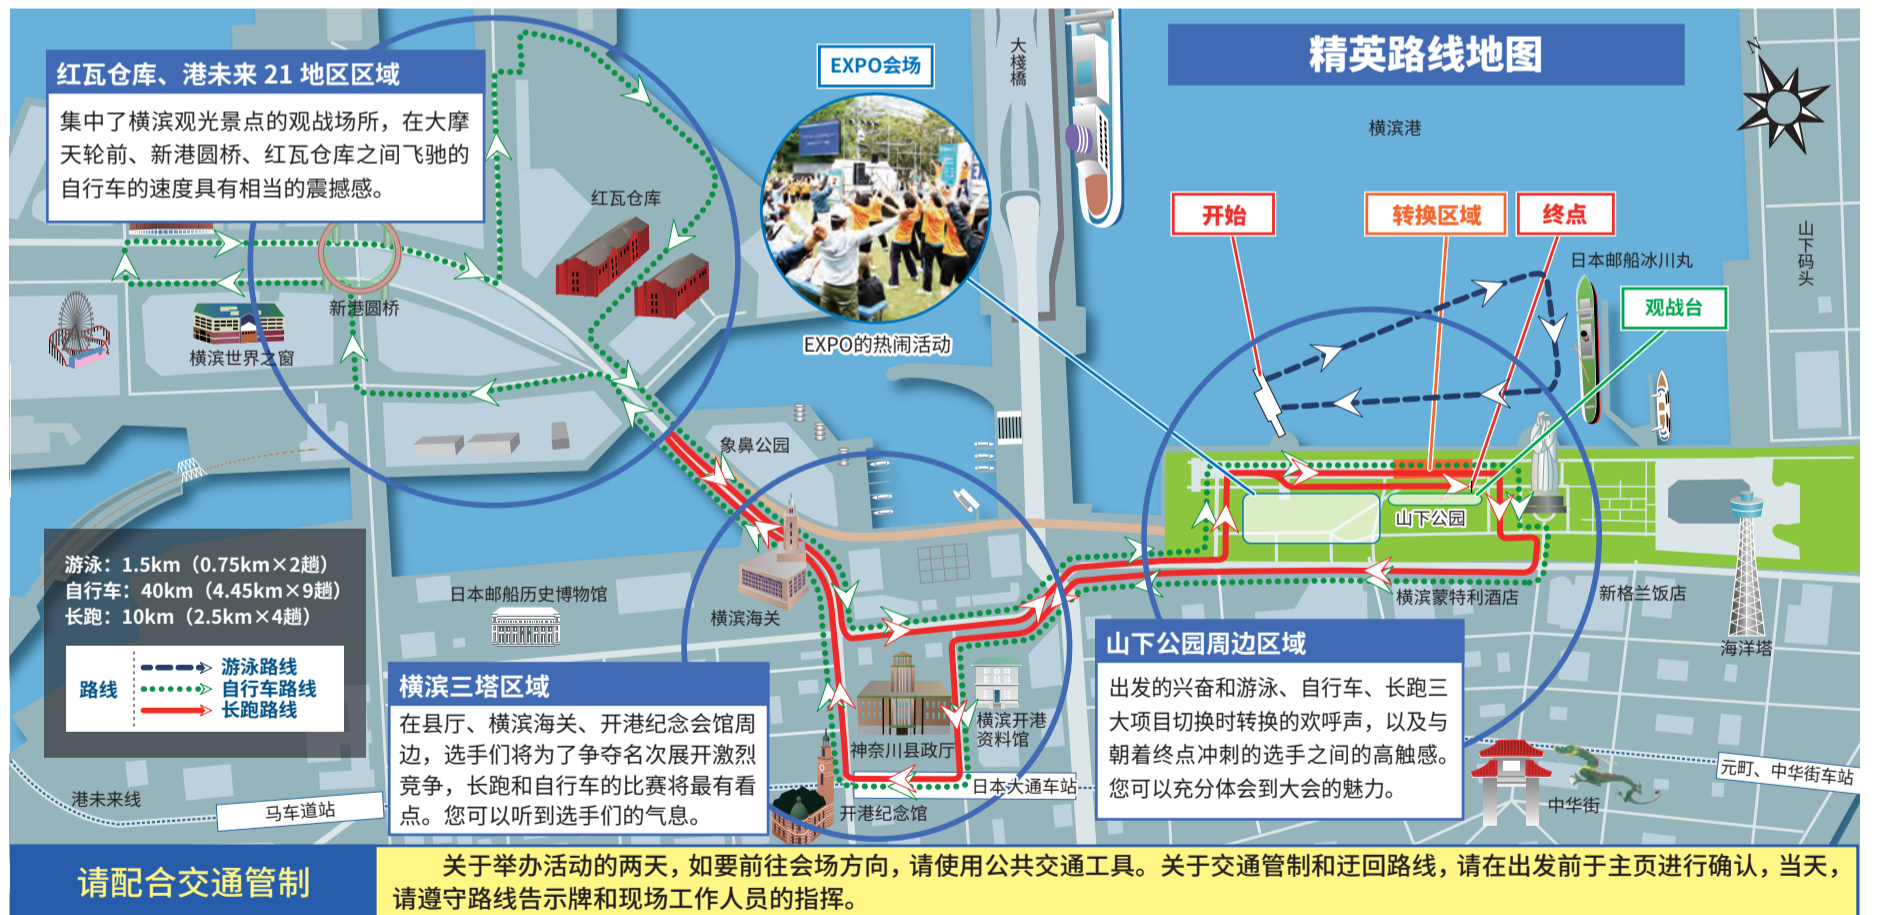 精英路线地图
红瓦仓库、港未来 21 地区区域
集中了横滨观光景点的观战场所，在大摩
天轮前、新港圆桥、红瓦仓库之间飞驰的
自行车的速度具有相当的震撼感。
EXPO会场
EXPO的热闹活动
大棧橋
横滨港
N
开始
转换区域
终点
日本邮船冰川丸
观战台
山下码头
红瓦仓库
新港圆桥
横滨世界之窗
象鼻公园
山下公园
横滨海关
日本邮船历史博物馆
横滨蒙特利酒店
新格兰饭店
海洋塔
游泳：1.5km（0.75km×2趟）
自行车：40km（4.45km×9趟）
长跑：10km（2.5km×4趟）
路线
游泳路线
自行车路线
长跑路线
横滨三塔区域
在县厅、横滨海关、开港纪念会馆周
边，选手们将为了争夺名次展开激烈
竞争，长跑和自行车的比赛将最有看
点。您可以听到选手们的气息。
山下公园周边区域
出发的兴奋和游泳、自行车、长跑三
大项目切换时转换的欢呼声，以及与
朝着终点冲刺的选手之间的高触感。
您可以充分体会到大会的魅力。
神奈川县政厅
横滨开港
资料馆
日本大通车站
开港纪念馆
港未来线
马车道站
元町、中华街车站
中华街
请配合交通管制
关于举办活动的两天，如要前往会场方向，请使用公共交通工具。关于交通管制和迂回路线，请在出发前于主页进行确认，当天，
请遵守路线告示牌和现场工作人员的指挥。